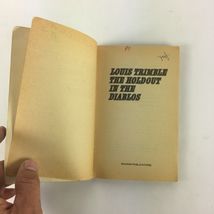 LOUIS TRIMBLE
THE HOLDOUT
IN THE
DIABLOS